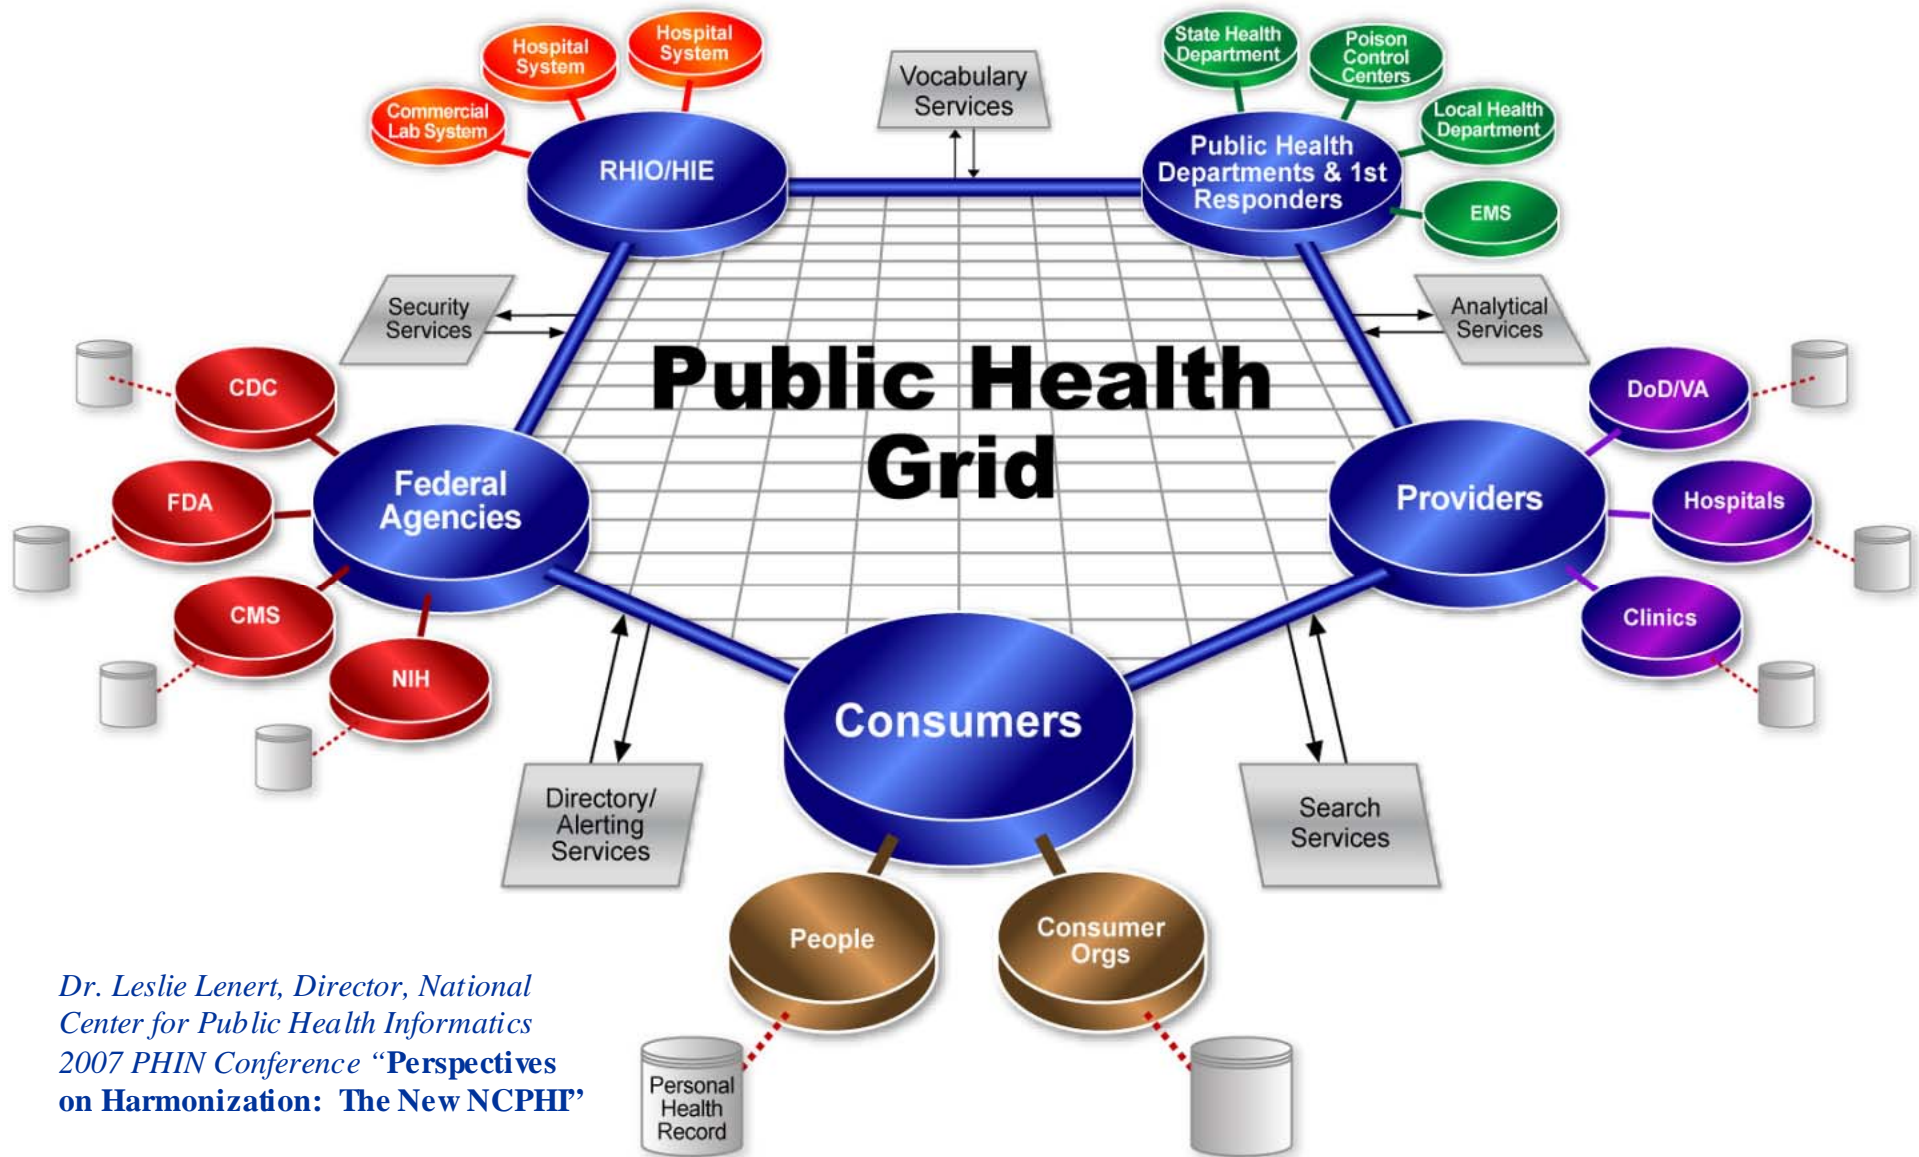 Hospital
System
Hospital
System
Commercial
Lab System
RHIO/HIE
Vocabulary
Services
State Health
Department
Poison
Control
Centers
Local Health
Department
EMS
Public Health
Departments & 1st
Responders
Security
Services
Analytical
Services
Public Health
Grid
CDC
FDA
CMS
NIH
Federal
Agencies
Providers
DoD/VA
Hospitals
Clinics
Consumers
Directory/
Alerting
Services
Search
Services
People
Consumer
Orgs
Personal
Health
Record
Dr. Leslie Lenert, Director, National
Center for Public Health Informatics
2007 PHIN Conference “Perspectives
on Harmonization: The New NCPHI”